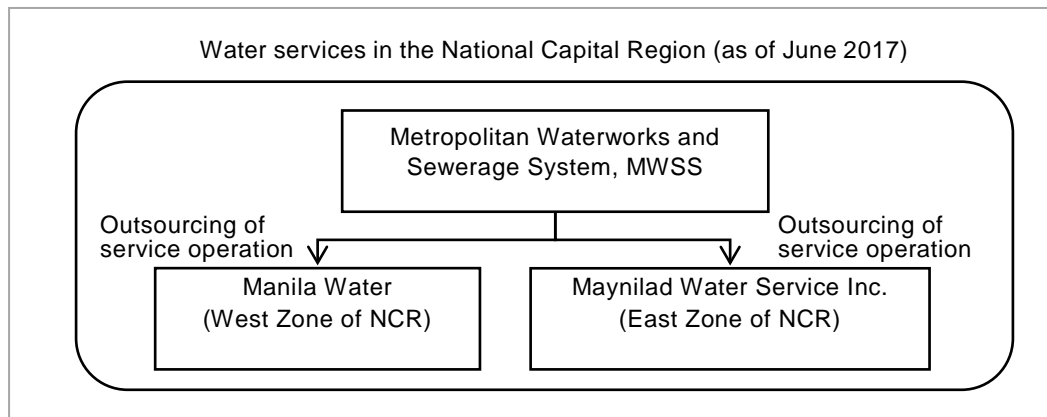 Water services in the National Capital Region (as of June 2017)
Metropolitan Waterworks and
Sewerage System, MWSS
Outsourcing of
service operation
Outsourcing of
service operation
Manila Water
(West Zone of NCR)
Maynilad Water Service Inc.
(East Zone of NCR)